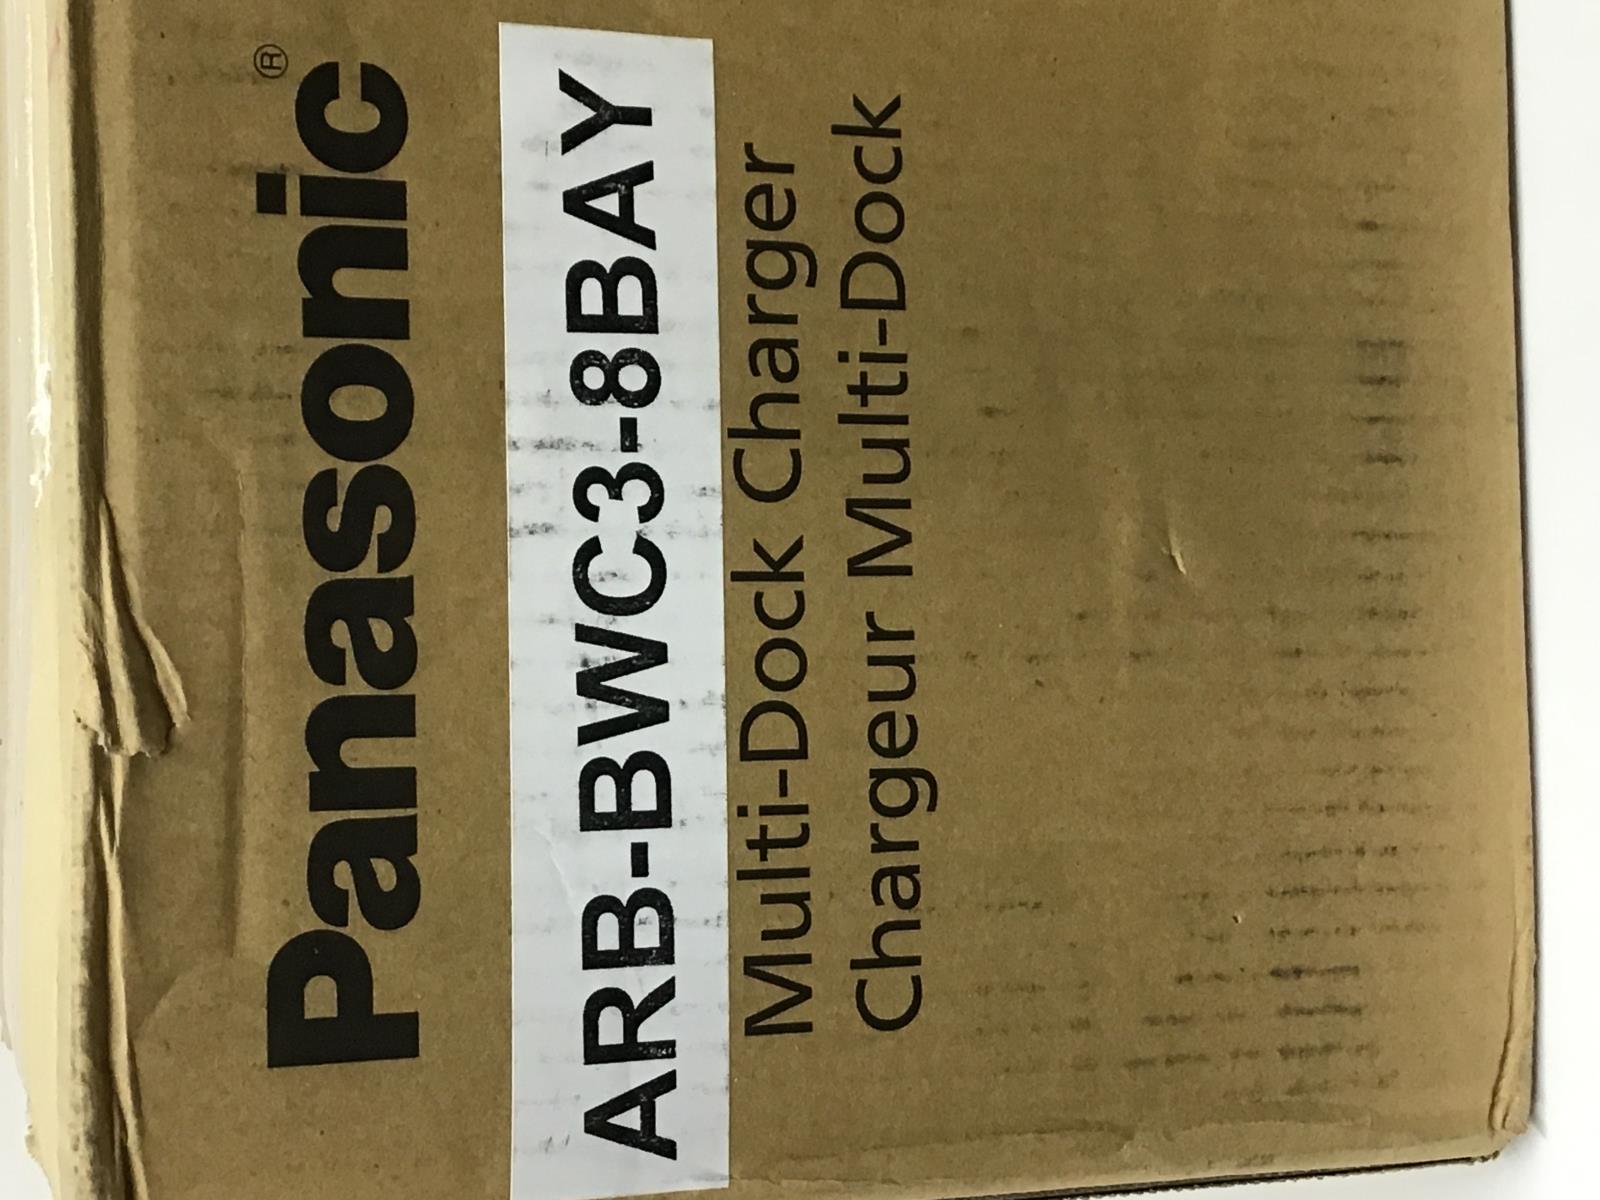 Panasonic®
ARB-BWC3-8BAY
Multi-Dock Charger
Chargeur Multi-Dock